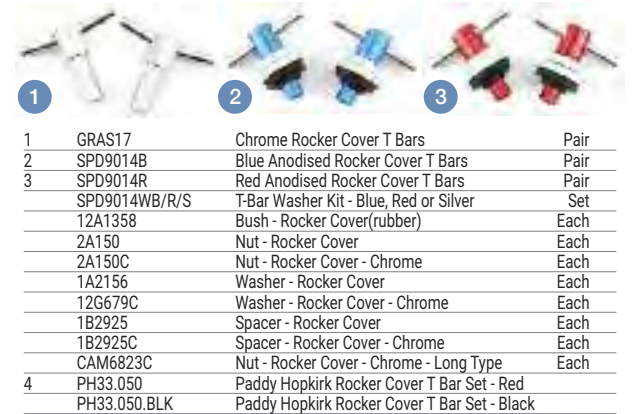 1 2 3
1 GRAS17 Chrome Rocker Cover T Bars Pair
2 SPD9014B Blue Anodised Rocker Cover T Bars Pair
3 SPD9014R Red Anodised Rocker Cover T Bars Pair
SPD9014WB/R/S T-Bar Washer Kit - Blue, Red or Silver Set
12A1358 Bush - Rocker Cover(rubber) Each
2A150 Nut - Rocker Cover Each
2A150C Nut - Rocker Cover - Chrome Each
1A2156 Washer - Rocker Cover Each
12G679C Washer - Rocker Cover - Chrome Each
1B2925 Spacer - Rocker Cover Each
1B2925C Spacer - Rocker Cover - Chrome Each
CAM6823C Nut - Rocker Cover - Chrome - Long Type Each
4 PH33.050 Paddy Hopkirk Rocker Cover T Bar Set - Red
PH33.050.BLK Paddy Hopkirk Rocker Cover T Bar Set - Black